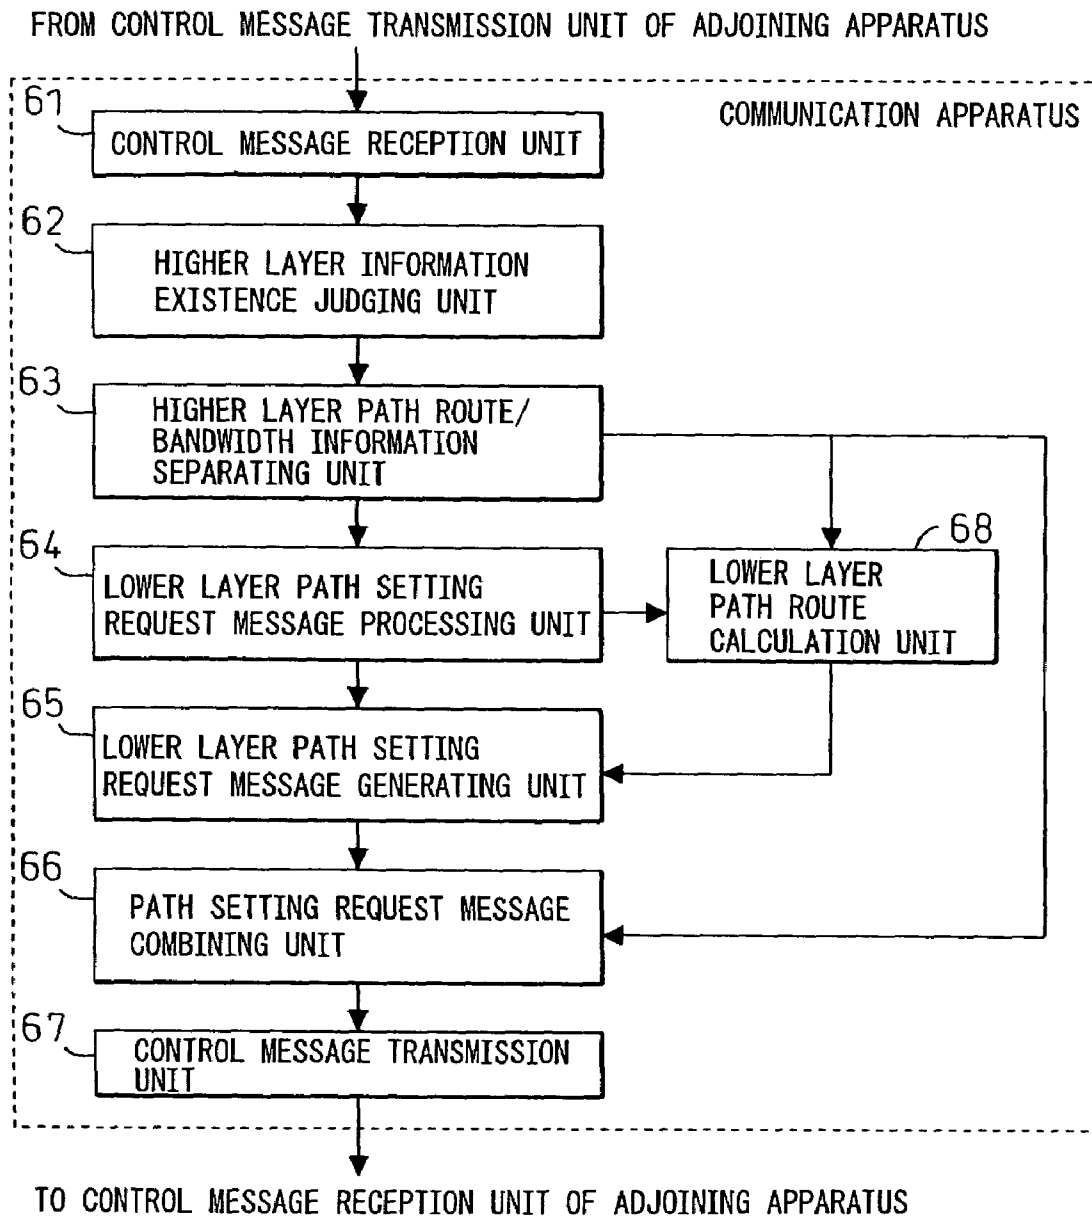 FROM CONTROL MESSAGE TRANSMISSION UNIT OF ADJOINING APPARATUS
COMMUNICATION APPARATUS
61
CONTROL MESSAGE RECEPTION UNIT
62
HIGHER LAYER INFORMATION
EXISTENCE JUDGING UNIT
63
HIGHER LAYER PATH ROUTE/
BANDWIDTH INFORMATION
SEPARATING UNIT
64
LOWER LAYER PATH SETTING
REQUEST MESSAGE PROCESSING UNIT
68
LOWER LAYER
PATH ROUTE
CALCULATION UNIT
65
LOWER LAYER PATH SETTING
REQUEST MESSAGE GENERATING UNIT
66
PATH SETTING REQUEST MESSAGE
COMBINING UNIT
67
CONTROL MESSAGE TRANSMISSION
UNIT
TO CONTROL MESSAGE RECEPTION UNIT OF ADJOINING APPARATUS